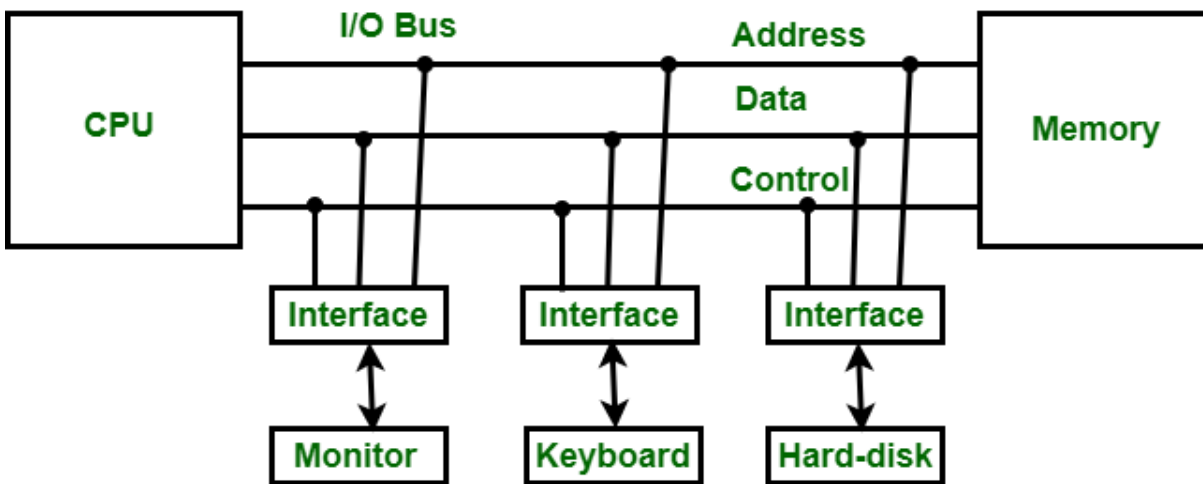 I/O Bus
Address
Data
CPU
Memory
Control
Interface
Interface
Interface
Monitor
Keyboard
Hard-disk